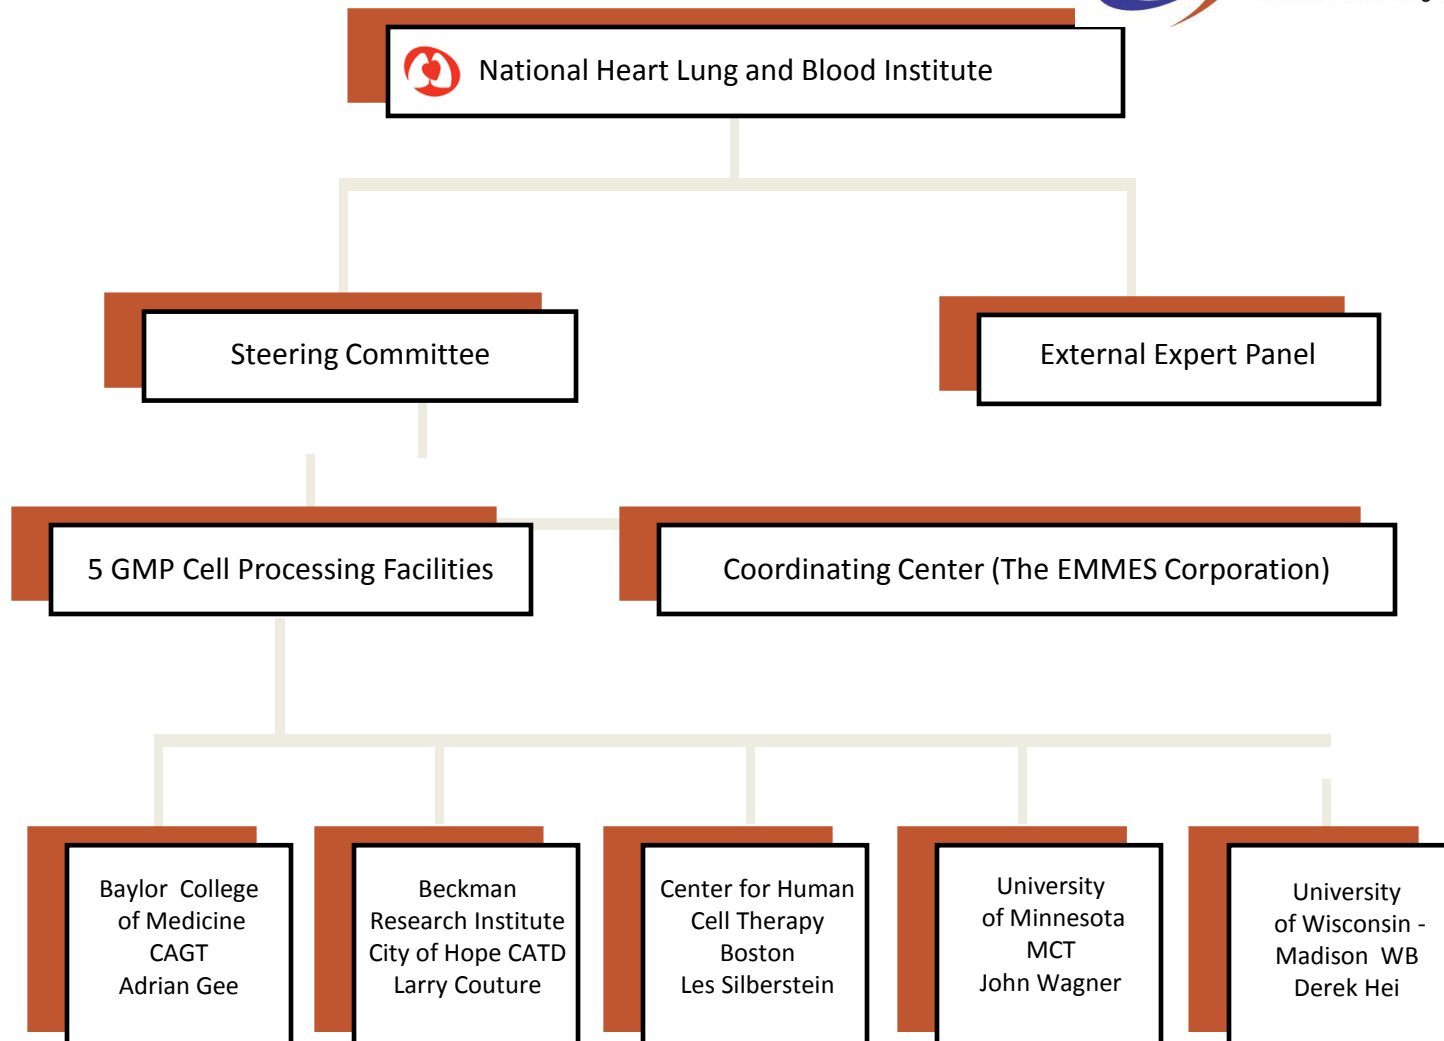 National Heart Lung and Blood Institute
Steering Committee
External Expert Panel
5 GMP Cell Processing Facilities
Coordinating Center (The EMMES Corporation)
Baylor College
of Medicine
CAGT
Adrian Gee
Beckman
Research Institute
City of Hope CATD
Larry Couture
Center for Human
Cell Therapy
Boston
Les Silberstein
University
of Minnesota
MCT
John Wagner
University
of Wisconsin -
Madison WB
Derek Hei